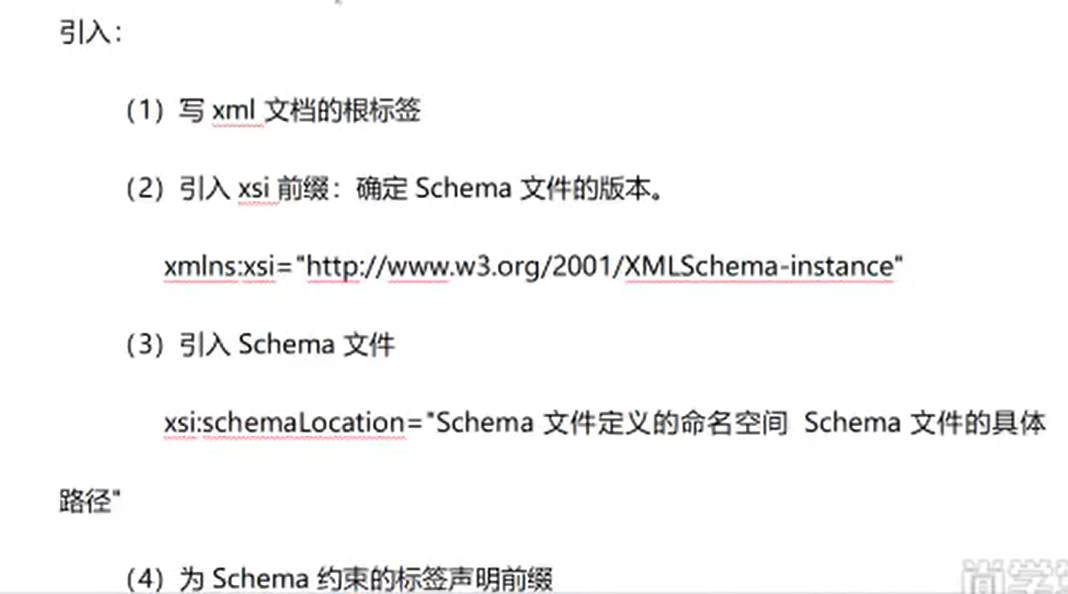 引入：
（1）写 xml 文档的根标签
（2）引入 xsi 前缀：确定 Schema 文件的版本。
xmlns:xsi="http://www.w3.org/2001/XMLSchema-instance"
（3）引入 Schema 文件
xsi:schemaLocation="Schema 文件定义的命名空间  Schema 文件的具体
路径"
（4）为 Schema 约束的标签声明前缀